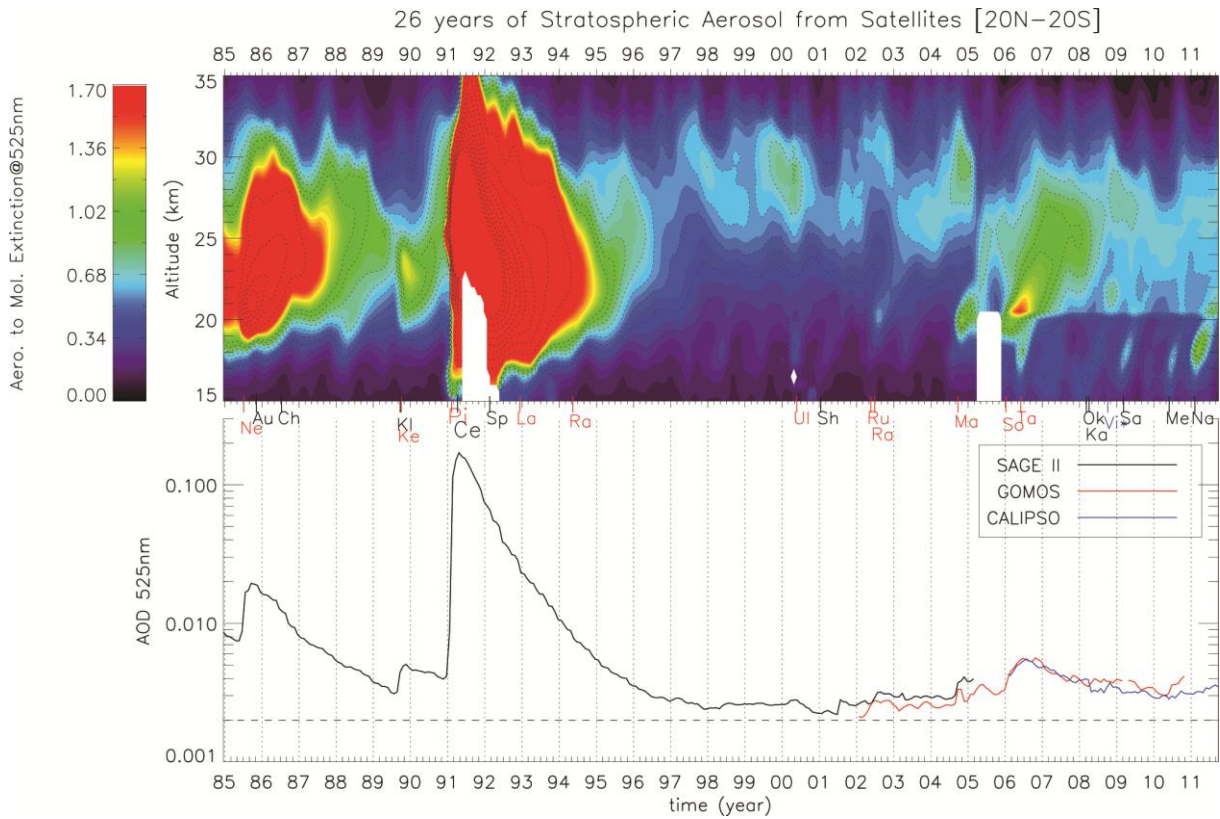 26 years of Stratospheric Aerosol from Satellites [20N−20S]
85 86 87 88 89 90 91 92 93 94 95 96 97 98 99 00 01 02 03 04 05 06 07 08 09 10 11
Aero. to Mol. Extinction@525nm
1.70
1.36
1.02
0.68
0.34
0.00
Altitude (km)
35
30
25
20
15
Ne Au Ch Kl Ke Pi Ce Sp La Ra Ul Sh Ru Ra Ma So Ta Ok Ka Vi* Sa Me Na
AOD 525nm
0.100
0.010
0.001
SAGE II
GOMOS
CALIPSO
85 86 87 88 89 90 91 92 93 94 95 96 97 98 99 00 01 02 03 04 05 06 07 08 09 10 11
time (year)